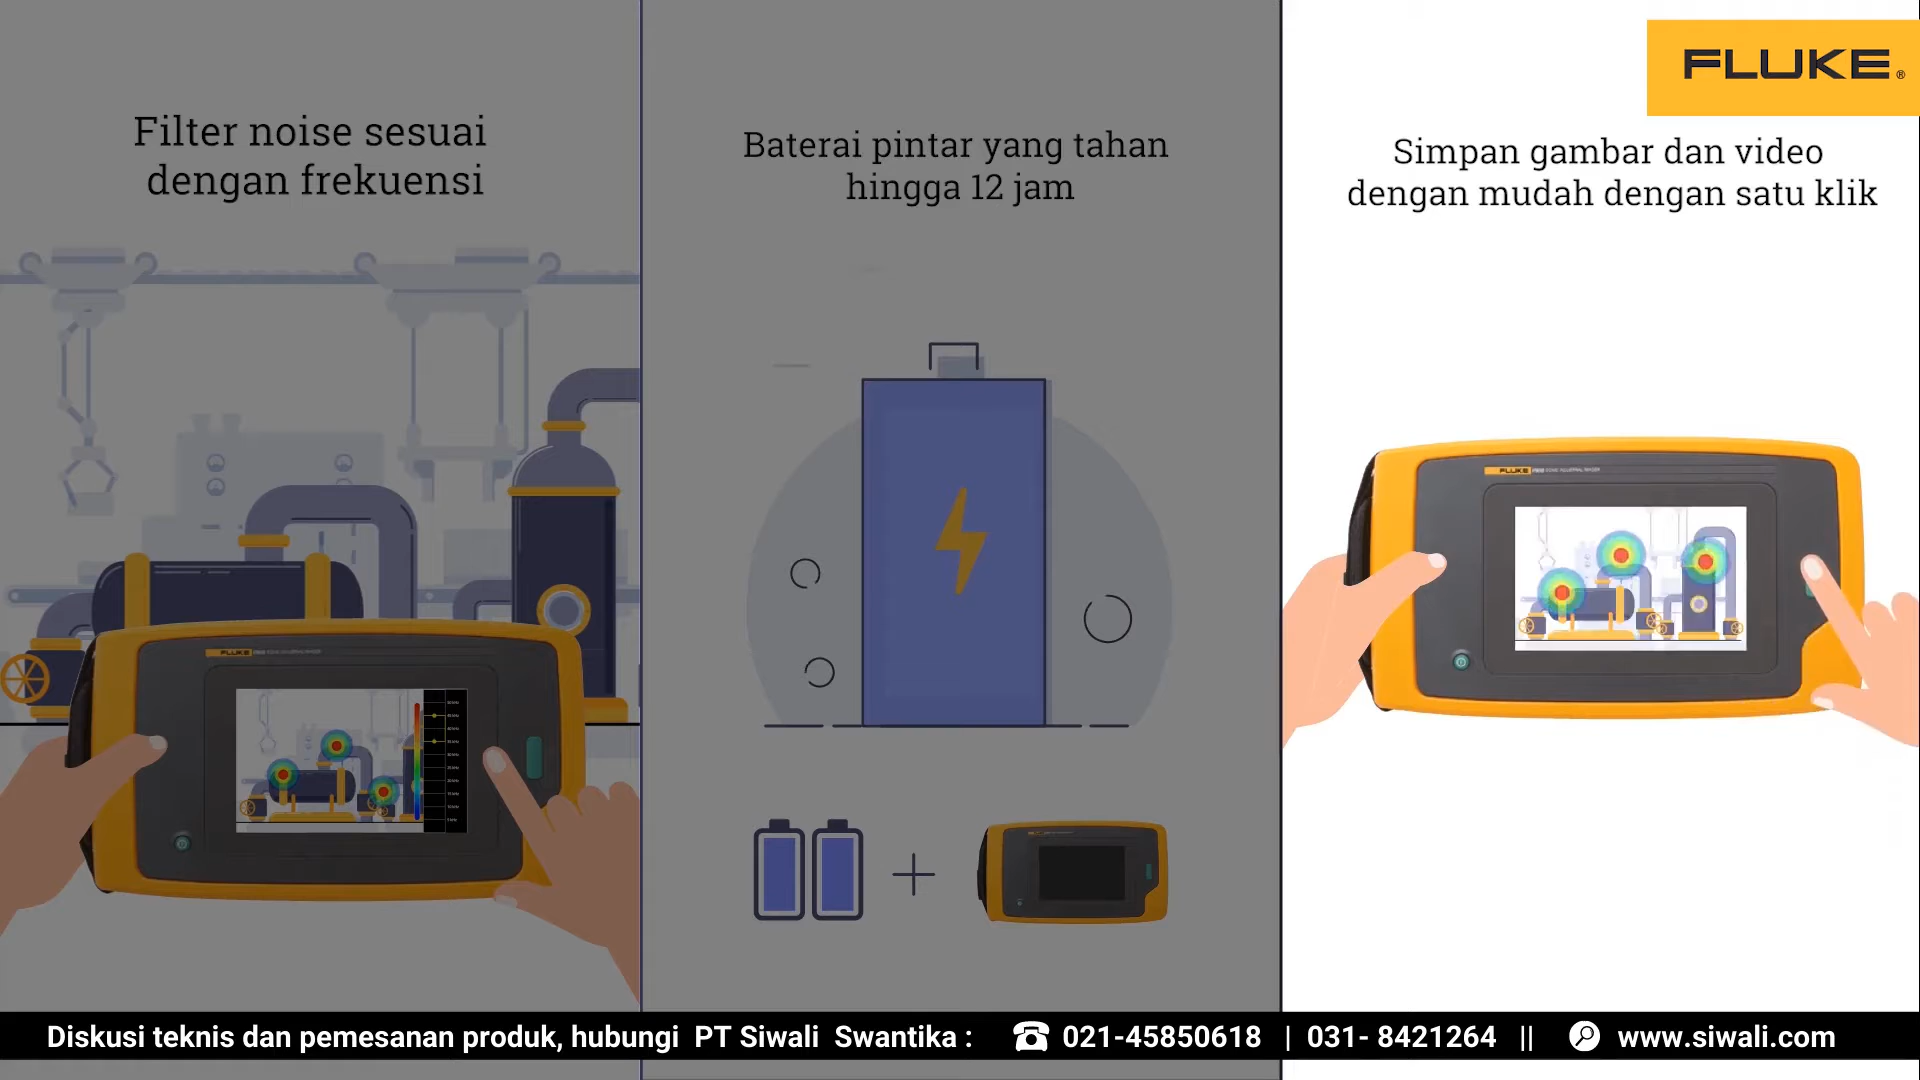 FLUKE®
Filter noise sesuai
dengan frekuensi
Baterai pintar yang tahan
hingga 12 jam
Simpan gambar dan video
dengan mudah dengan satu klik
FLUKE
FLUKE
Diskusi teknis dan pemesanan produk, hubungi PT Siwali Swantika : 021-45850618 | 031- 8421264 || www.siwali.com